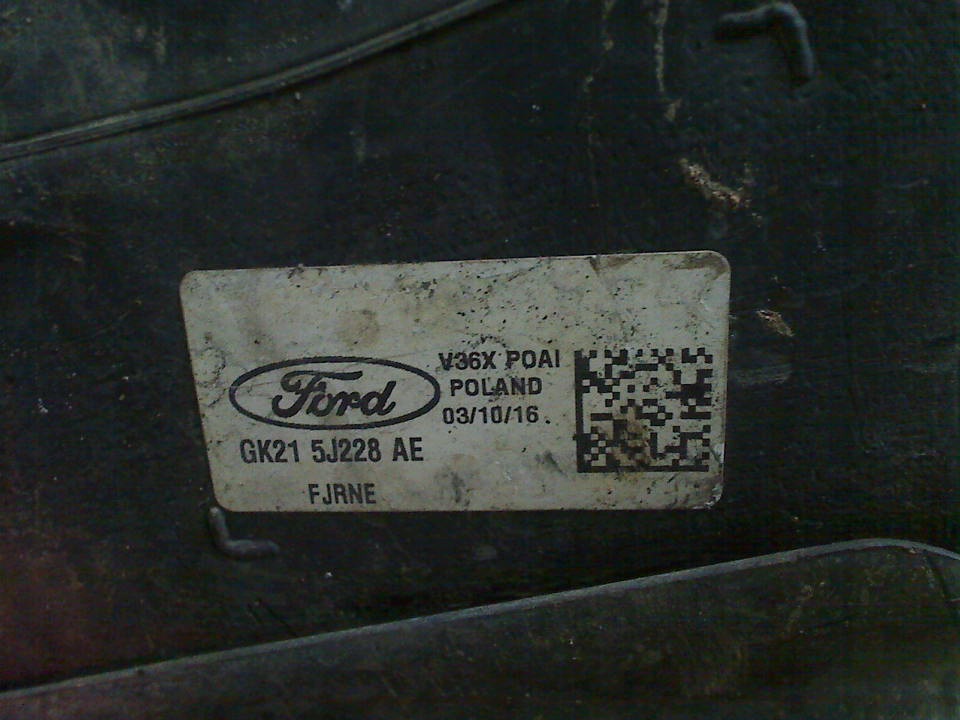 Ford
V36X POAI
POLAND
03/10/16.
GK21 5J228 AE
FJRNE